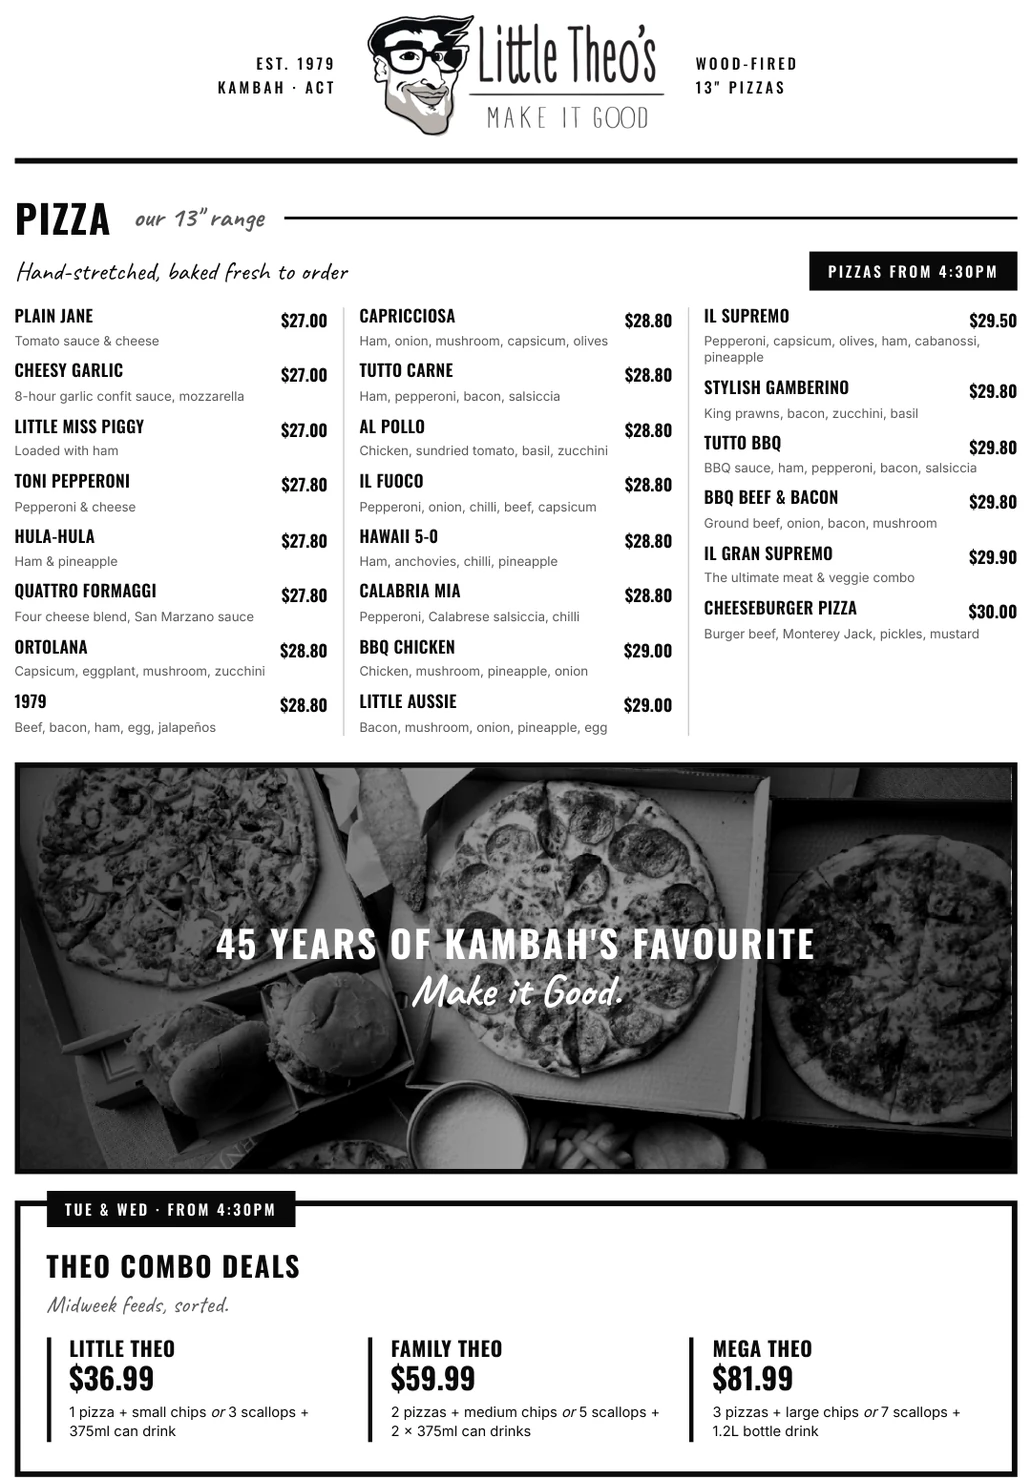 EST. 1979
KAMBAH · ACT
Little Theo's
MAKE IT GOOD
WOOD-FIRED
13" PIZZAS
PIZZA our 13" range
Hand-stretched, baked fresh to order
PIZZAS FROM 4:30PM
PLAIN JANE $27.00
Tomato sauce & cheese
CHEESY GARLIC $27.00
8-hour garlic confit sauce, mozzarella
LITTLE MISS PIGGY $27.00
Loaded with ham
TONI PEPPERONI $27.80
Pepperoni & cheese
HULA-HULA $27.80
Ham & pineapple
QUATTRO FORMAGGI $27.80
Four cheese blend, San Marzano sauce
ORTOLANA $28.80
Capsicum, eggplant, mushroom, zucchini
1979 $28.80
Beef, bacon, ham, egg, jalapeños
CAPRICCIOSA $28.80
Ham, onion, mushroom, capsicum, olives
TUTTO CARNE $28.80
Ham, pepperoni, bacon, salsiccia
AL POLLO $28.80
Chicken, sundried tomato, basil, zucchini
IL FUOCO $28.80
Pepperoni, onion, chilli, beef, capsicum
HAWAII 5-0 $28.80
Ham, anchovies, chilli, pineapple
CALABRIA MIA $28.80
Pepperoni, Calabrese salsiccia, chilli
BBQ CHICKEN $29.00
Chicken, mushroom, pineapple, onion
LITTLE AUSSIE $29.00
Bacon, mushroom, onion, pineapple, egg
IL SUPREMO $29.50
Pepperoni, capsicum, olives, ham, cabanossi,
pineapple
STYLISH GAMBERINO $29.80
King prawns, bacon, zucchini, basil
TUTTO BBQ $29.80
BBQ sauce, ham, pepperoni, bacon, salsiccia
BBQ BEEF & BACON $29.80
Ground beef, onion, bacon, mushroom
IL GRAN SUPREMO $29.90
The ultimate meat & veggie combo
CHEESEBURGER PIZZA $30.00
Burger beef, Monterey Jack, pickles, mustard
45 YEARS OF KAMBAH'S FAVOURITE
Make it Good.
TUE & WED · FROM 4:30PM
THEO COMBO DEALS
Midweek feeds, sorted.
LITTLE THEO
$36.99
1 pizza + small chips or 3 scallops +
375ml can drink
FAMILY THEO
$59.99
2 pizzas + medium chips or 5 scallops +
2 × 375ml can drinks
MEGA THEO
$81.99
3 pizzas + large chips or 7 scallops +
1.2L bottle drink